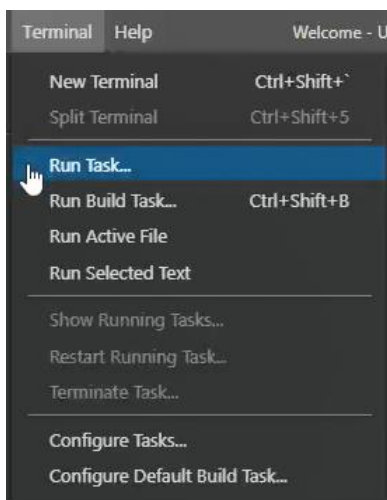 Terminal Help Welcome - U
New Terminal Ctrl+Shift+`
Split Terminal Ctrl+Shift+5
Run Task...
Run Build Task... Ctrl+Shift+B
Run Active File
Run Selected Text
Show Running Tasks...
Restart Running Task...
Terminate Task...
Configure Tasks...
Configure Default Build Task...